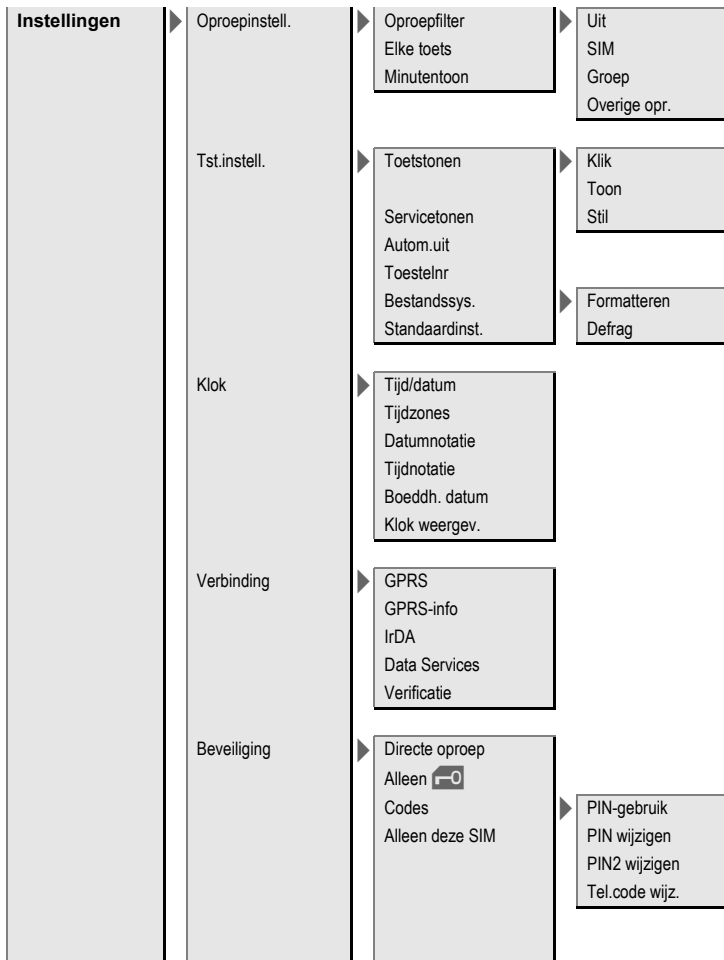 Instellingen Oproepinstell. Oproepfilter Uit
Elke toets SIM
Minutentoon Groep
Overige opr.
Tst.instell. Toetstonen Klik
Toon
Servicetonen Stil
Autom.uit
Toestelnr
Bestandssys. Formatteren
Standaardinst. Defrag
Klok Tijd/datum
Tijdzones
Datumnotatie
Tijdnotatie
Boeddh. datum
Klok weergev.
Verbinding GPRS
GPRS-info
IrDA
Data Services
Verificatie
Beveiliging Directe oproep
Alleen
Codes PIN-gebruik
Alleen deze SIM PIN wijzigen
PIN2 wijzigen
Tel.code wijz.